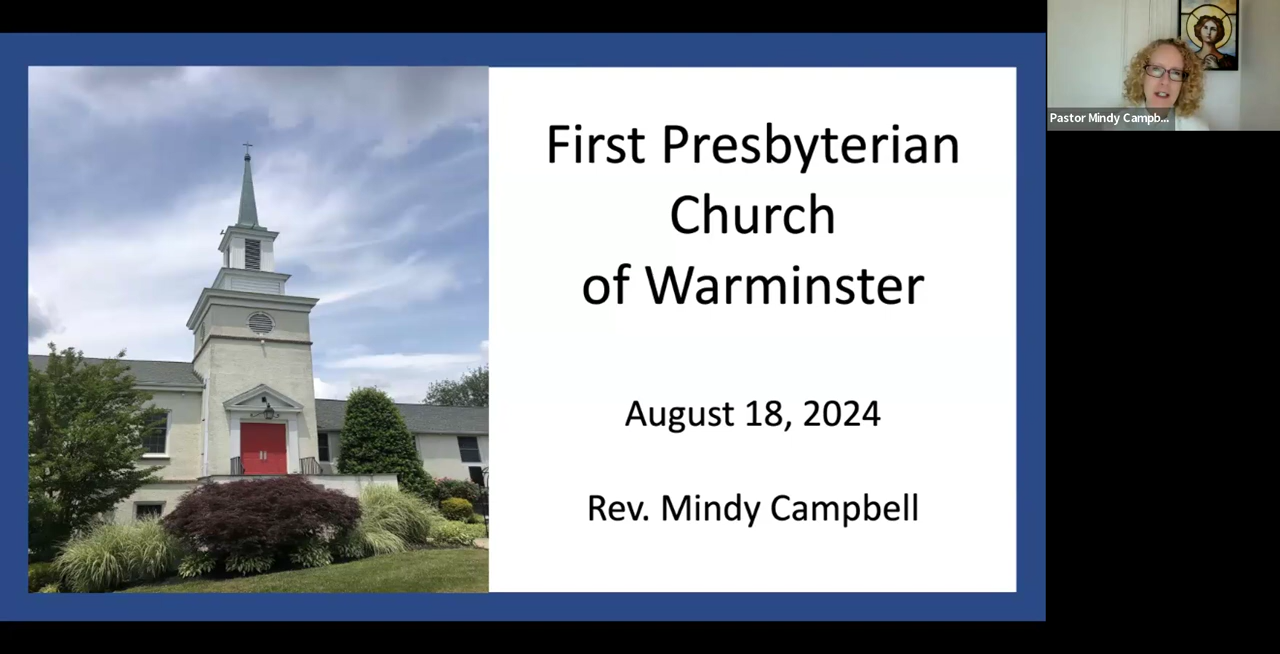 First Presbyterian
Church
of Warminster
August 18, 2024
Rev. Mindy Campbell
Pastor Mindy Campb...